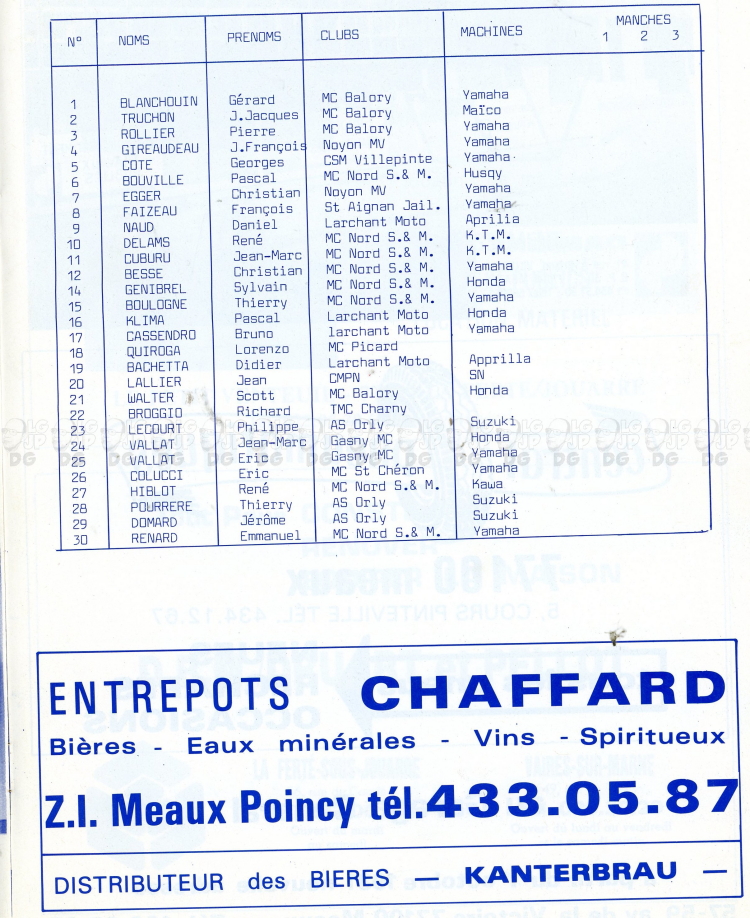 N° NOMS PRENOMS CLUBS MACHINES MANCHES
1 2 3
1 BLANCHOUIN Gérard MC Balory Yamaha
2 TRUCHON J.Jacques MC Balory Maïco
3 ROLLIER Pierre MC Balory Yamaha
4 GIREAUDEAU J.François Noyon MV Yamaha
5 COTE Georges CSM Villepinte Yamaha
6 BOUVILLE Pascal MC Nord S.& M. Husqy
7 EGGER Christian Noyon MV Yamaha
8 FAIZEAU François St Aignan Jail. Yamaha
9 NAUD Daniel Larchant Moto Aprilia
10 DELAMS René MC Nord S.& M. K.T.M.
11 CUBURU Jean-Marc MC Nord S.& M. K.T.M.
12 BESSE Christian MC Nord S.& M. Yamaha
14 GENIBREL Sylvain MC Nord S.& M. Honda
15 BOULOGNE Thierry MC Nord S.& M. Yamaha
16 KLIMA Pascal Larchant Moto Honda
17 CASSENDRO Bruno larchant Moto Yamaha
18 QUIROGA Lorenzo MC Picard
19 BACHETTA Didier Larchant Moto Apprilla
20 LALLIER Jean CMPN SN
21 WALTER Scott MC Balory Honda
22 BROGGIO Richard TMC Charny
23 LECOURT Philippe AS Orly Suzuki
24 VALLAT Jean-Marc Gasny MC Honda
25 VALLAT Eric Gasny MC Yamaha
26 COLUCCI Eric MC St Chéron Yamaha
27 HIBLOT René MC Nord S.& M. Kawa
28 POURRERE Thierry AS Orly Suzuki
29 DOMARD Jérôme AS Orly Suzuki
30 RENARD Emmanuel MC Nord S.& M. Yamaha
ENTREPOTS CHAFFARD
Bières - Eaux minérales - Vins - Spiritueux
Z.I. Meaux Poincy tél.433.05.87
DISTRIBUTEUR des BIERES — KANTERBRAU —